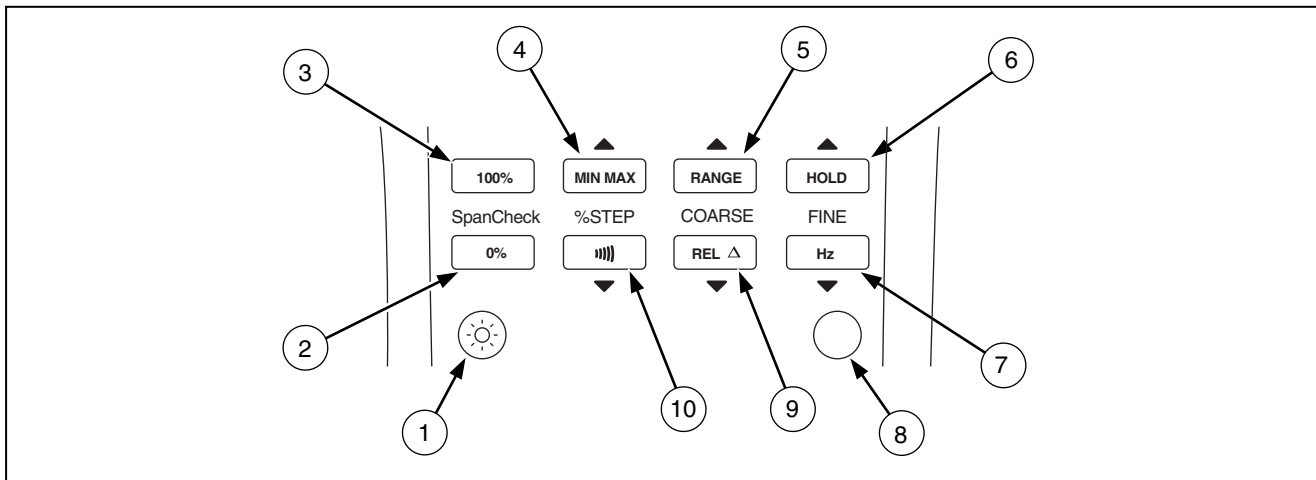 4 5
3 6
100% MIN MAX RANGE HOLD
SpanCheck %STEP COARSE FINE
0% REL Δ Hz
2 7
1 10 9 8